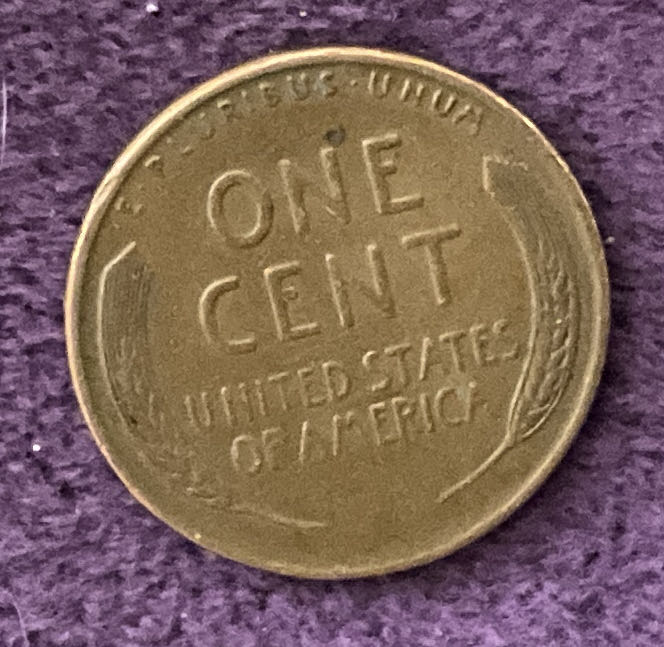 E·PLURIBUS·UNUM
ONE
CENT
UNITED STATES
OF AMERICA